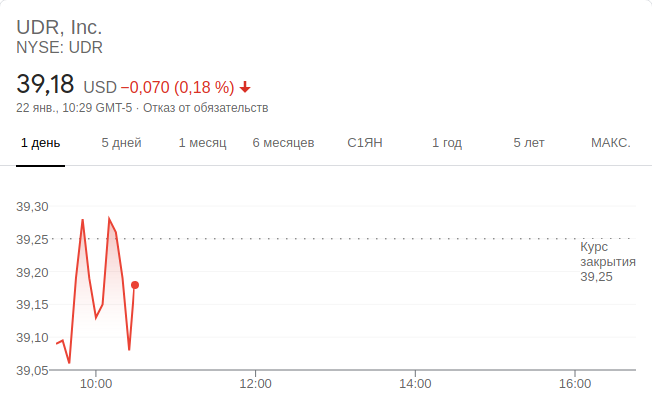 UDR, Inc.
NYSE: UDR
39,18 USD −0,070 (0,18 %)
22 янв., 10:29 GMT-5 · Отказ от обязательств
1 день 5 дней 1 месяц 6 месяцев С1ЯН 1 год 5 лет МАКС.
39,30
39,25
Курс
закрытия
39,25
39,20
39,15
39,10
39,05
10:00 12:00 14:00 16:00